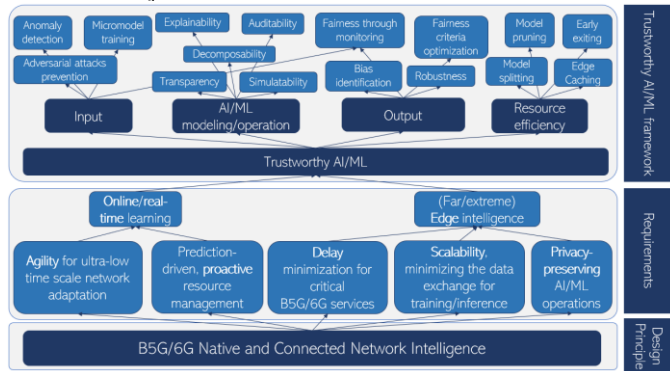 Anomaly
detection
Micromodel
training
Adversarial attacks
prevention
Explainability
Auditability
Decomposability
Transparency
Simulatability
Fairness through
monitoring
Fairness
criteria
optimization
Bias
identification
Robustness
Model
pruning
Early
exiting
Model
splitting
Edge
Caching
Input
AI/ML
modeling/operation
Output
Resource
efficiency
Trustworthy AI/ML
Trustworthy AI/ML framework
Online/real-
time learning
(Far/extreme)
Edge intelligence
Agility for ultra-low
time scale network
adaptation
Prediction-
driven, proactive
resource
management
Delay
minimization for
critical
B5G/6G services
Scalability,
minimizing the data
exchange for
training/inference
Privacy-
preserving
AI/ML
operations
Requirements
B5G/6G Native and Connected Network Intelligence
Design
Principle